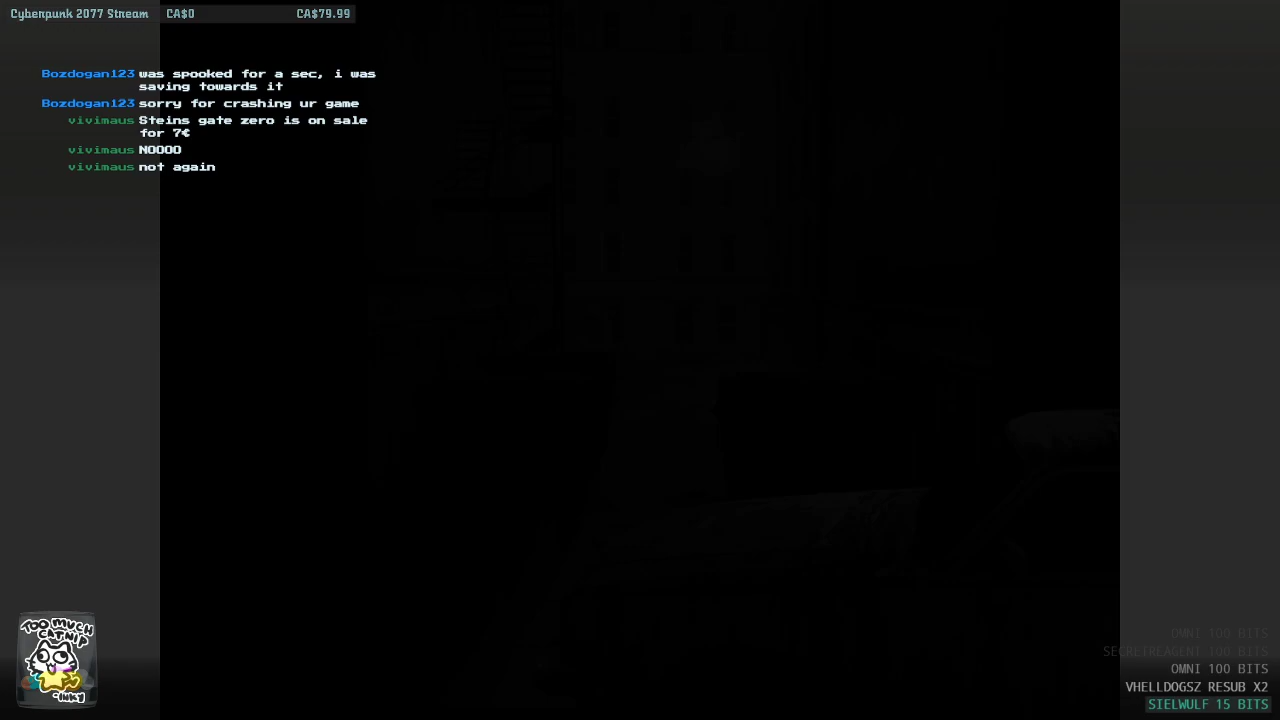 Cyberpunk 2077 Stream CA$0 CA$79.99
Bozdogan123 was spooked for a sec, i was
saving towards it
Bozdogan123 sorry for crashing ur game
vivimaus Steins gate zero is on sale
for 7€
vivimaus NOOOO
vivimaus not again
TOO MUCH
CATNIP
-INKY
OMNI 100 BITS
SECRETREAGENT 100 BITS
OMNI 100 BITS
VHELLDOGSZ RESUB X2
SIELWULF 15 BITS